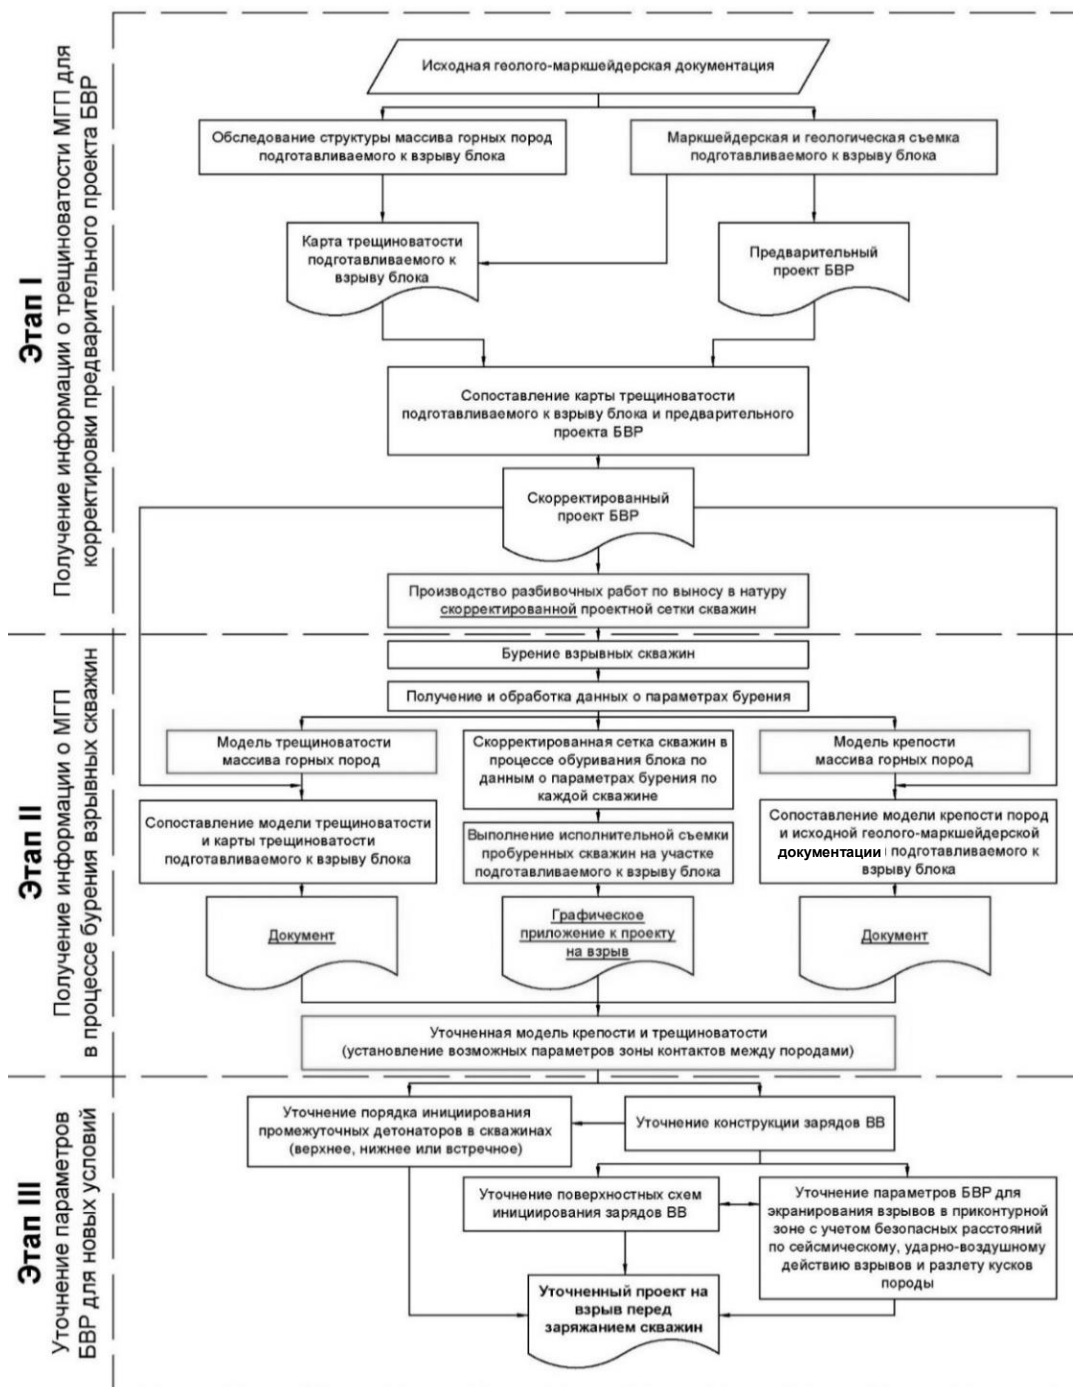 Этап I
Получение информации о трещиноватости МГП для
корректировки предварительного проекта БВР
Исходная геолого-маркшейдерская документация
Обследование структуры массива горных пород
подготавливаемого к взрыву блока
Маркшейдерская и геологическая съемка
подготавливаемого к взрыву блока
Карта трещиноватости
подготавливаемого к
взрыву блока
Предварительный
проект БВР
Сопоставление карты трещиноватости
подготавливаемого к взрыву блока и предварительного
проекта БВР
Скорректированный
проект БВР
Производство разбивочных работ по выносу в натуру
скорректированной проектной сетки скважин
Этап II
Получение информации о МГП
в процессе бурения взрывных скважин
Бурение взрывных скважин
Получение и обработка данных о параметрах бурения
Модель трещиноватости
массива горных пород
Скорректированная сетка скважин в
процессе обуривания блока по
данным о параметрах бурения по
каждой скважине
Модель крепости
массива горных пород
Сопоставление модели трещиноватости
и карты трещиноватости
подготавливаемого к взрыву блока
Выполнение исполнительной съемки
пробуренных скважин на участке
подготавливаемого к взрыву блока
Сопоставление модели крепости пород
и исходной геолого-маркшейдерской
документации подготавливаемого к
взрыву блока
Документ
Графическое
приложение к проекту
на взрыв
Документ
Уточненная модель крепости и трещиноватости
(установление возможных параметров зоны контактов между породами)
Этап III
Уточнение параметров
БВР для новых условий
Уточнение порядка инициирования
промежуточных детонаторов в скважинах
(верхнее, нижнее или встречное)
Уточнение конструкции зарядов ВВ
Уточнение поверхностных схем
инициирования зарядов ВВ
Уточнение параметров БВР для
экранирования взрывов в приконтурной
зоне с учетом безопасных расстояний
по сейсмическому, ударно-воздушному
действию взрывов и разлету кусков
породы
Уточненный проект на
взрыв перед
заряжанием скважин